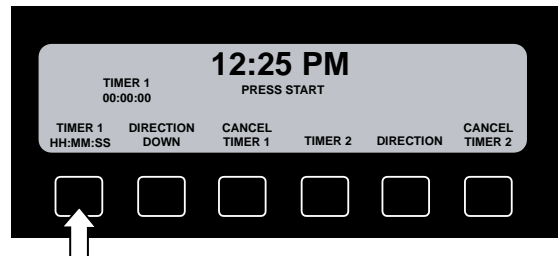 12:25 PM
PRESS START
TIMER 1
00:00:00
TIMER 1
HH:MM:SS
DIRECTION
DOWN
CANCEL
TIMER 1
TIMER 2
DIRECTION
CANCEL
TIMER 2